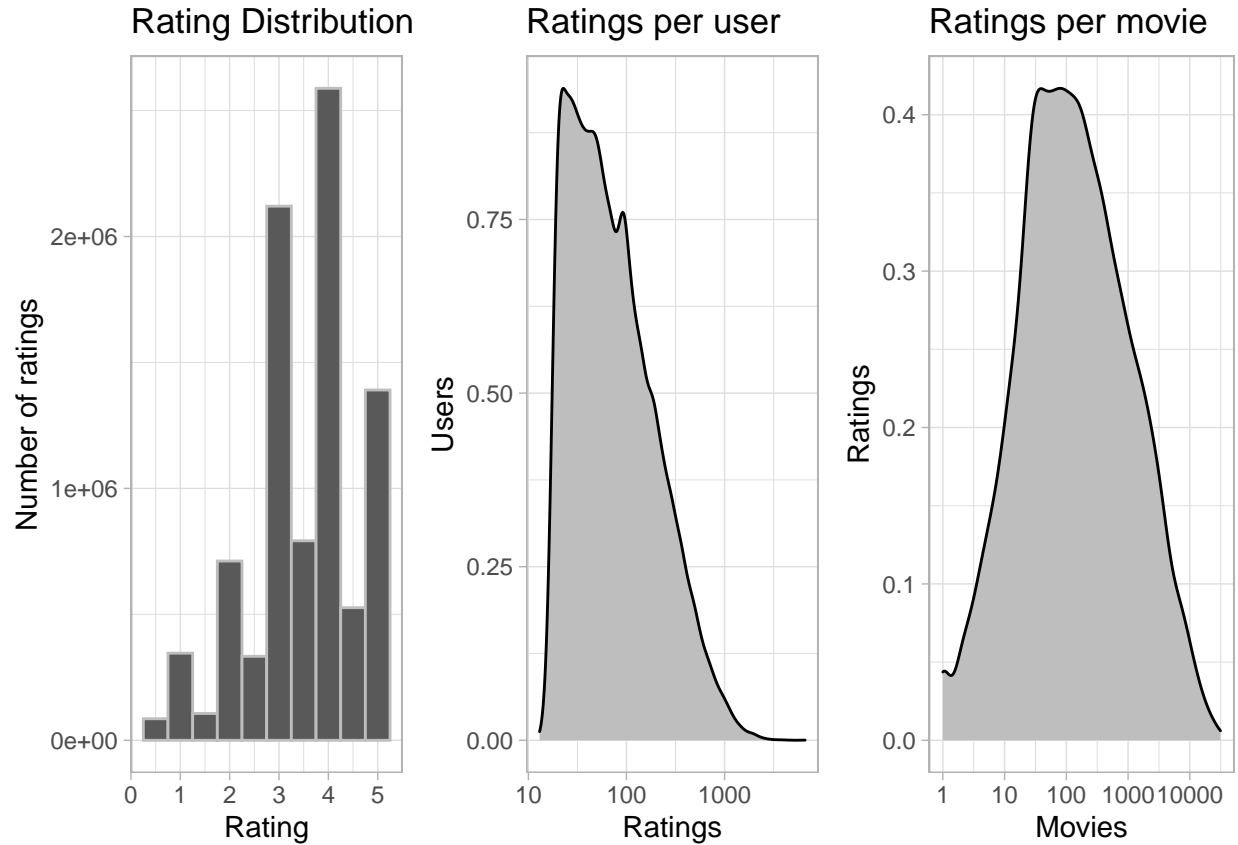 Rating Distribution
Number of ratings
2e+06
1e+06
0e+00
0 1 2 3 4 5
Rating
Ratings per user
Users
0.75
0.50
0.25
0.00
10 100 1000
Ratings
Ratings per movie
Ratings
0.4
0.3
0.2
0.1
0.0
1 10 100 1000 10000
Movies